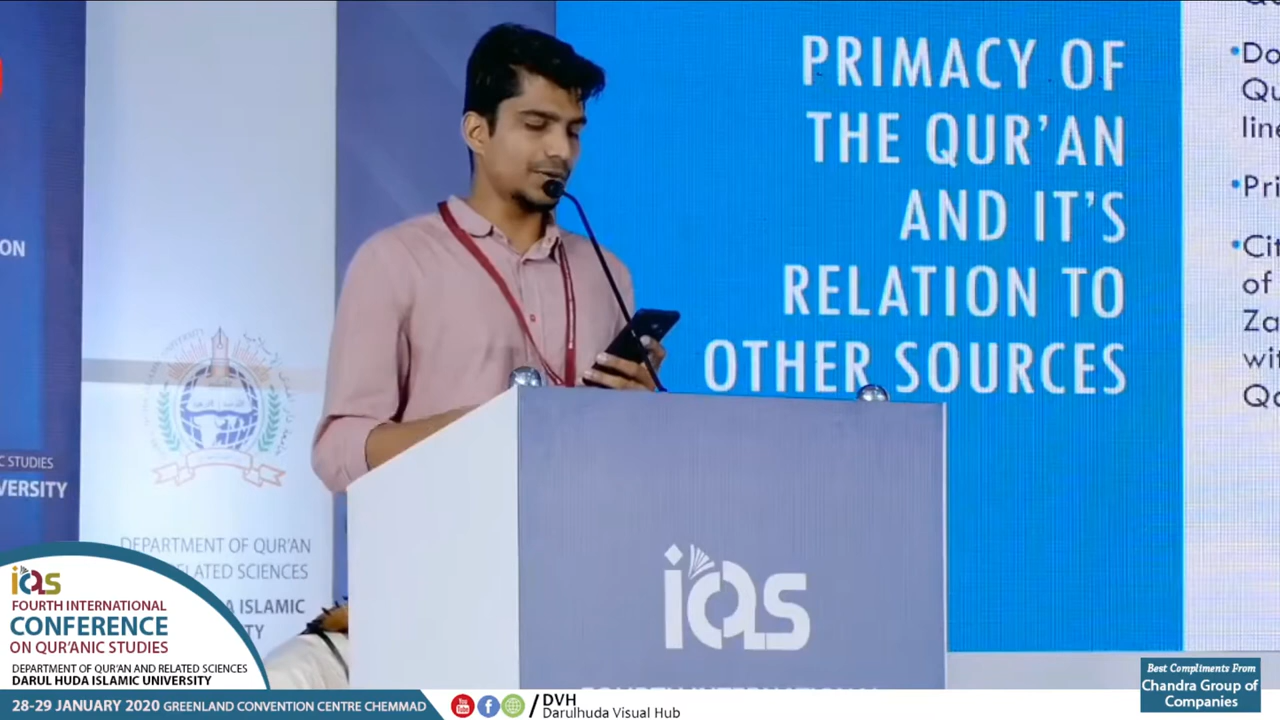 PRIMACY OF
THE QUR'AN
AND IT'S
RELATION TO
OTHER SOURCES
•Do
Qu
line
•Pri
•Cit
of
Za
wit
Qa
ON
C STUDIES
VERSITY
DEPARTMENT OF QUR'AN
RELATED SCIENCES
A ISLAMIC
TY
iQS
iQS
FOURTH INTERNATIONAL
CONFERENCE
ON QUR'ANIC STUDIES
DEPARTMENT OF QUR'AN AND RELATED SCIENCES
DARUL HUDA ISLAMIC UNIVERSITY
28-29 JANUARY 2020 GREENLAND CONVENTION CENTRE CHEMMAD
You Tube
/ DVH
Darulhuda Visual Hub
Best Compliments From
Chandra Group of
Companies